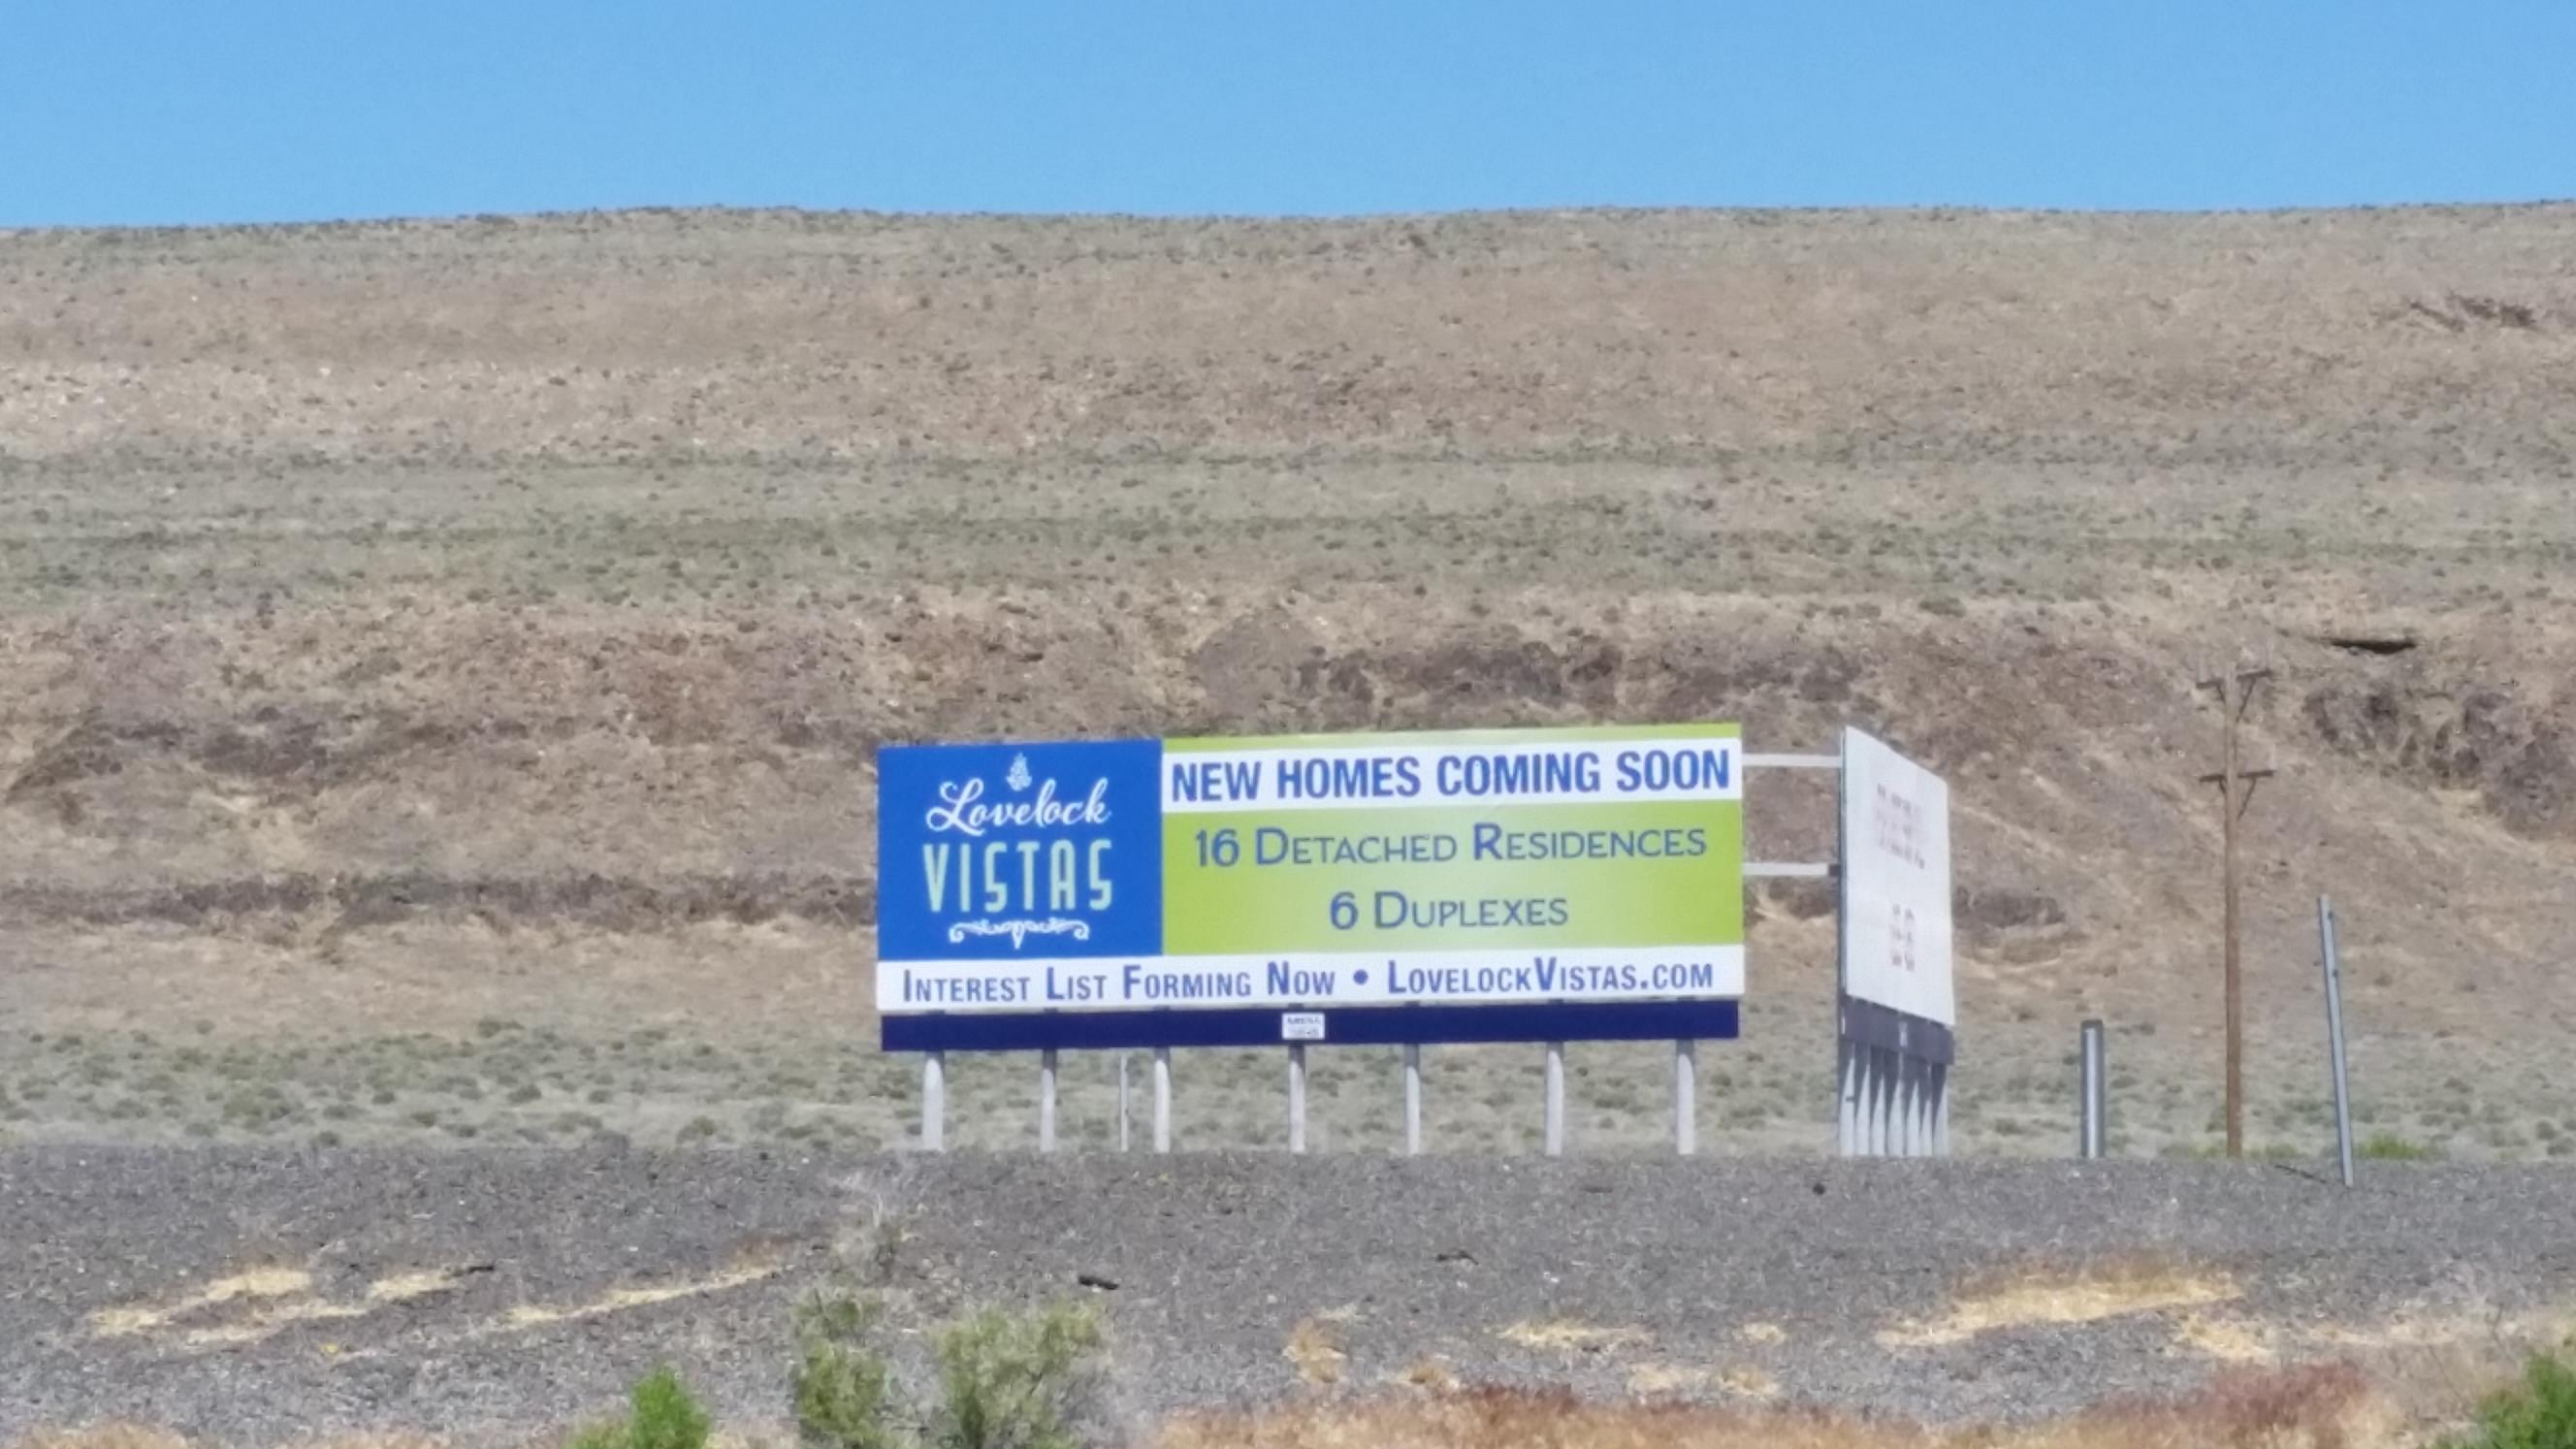 Lovelock
VISTAS
NEW HOMES COMING SOON
16 DETACHED RESIDENCES
6 DUPLEXES
INTEREST LIST FORMING NOW • LOVELOCKVISTAS.COM